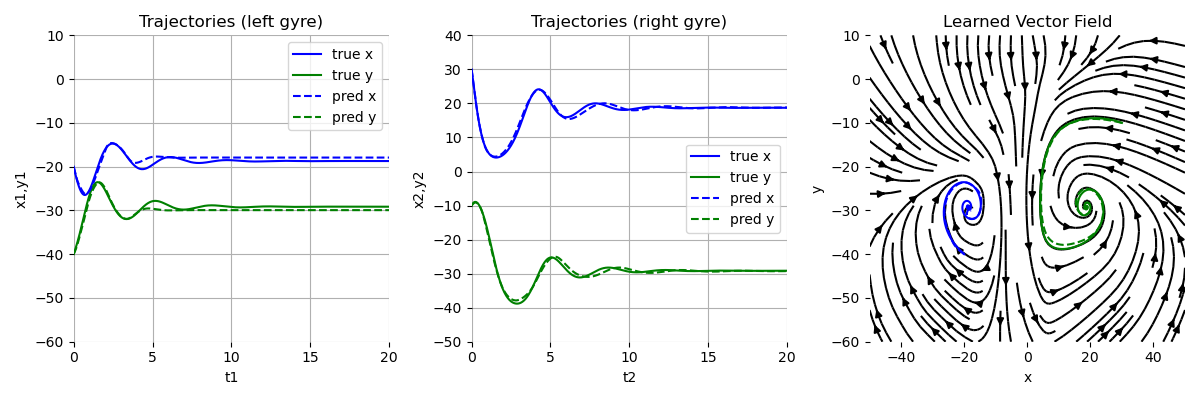 Trajectories (left gyre)
10
0
−10
−20
−30
−40
−50
−60
0
5
10
15
20
x1,y1
t1
true x
true y
pred x
pred y
Trajectories (right gyre)
40
30
20
10
0
−10
−20
−30
−40
−50
0
5
10
15
20
x2,y2
t2
true x
true y
pred x
pred y
Learned Vector Field
10
0
−10
−20
−30
−40
−50
−60
−40
−20
0
20
40
y
x